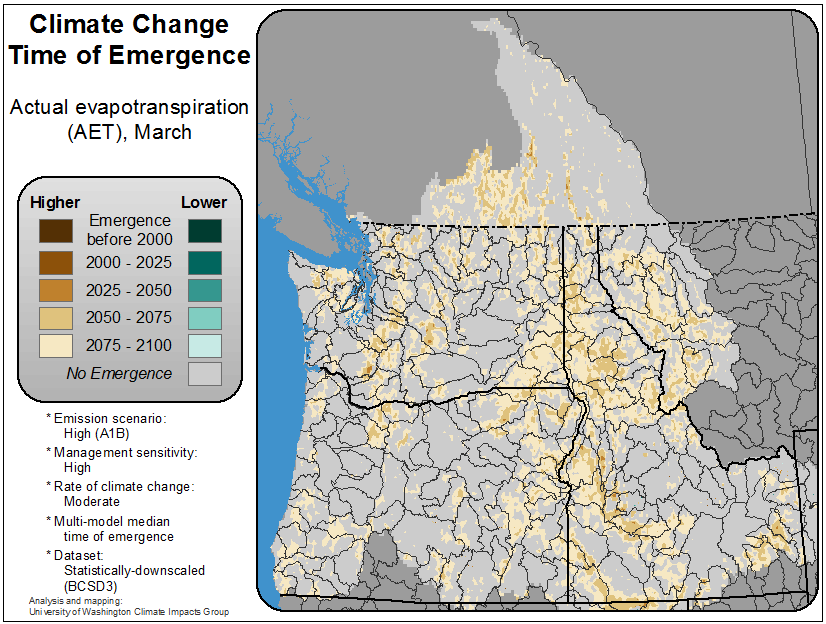 Climate Change
Time of Emergence
Actual evapotranspiration
(AET), March
Higher Lower
Emergence
before 2000
2000 - 2025
2025 - 2050
2050 - 2075
2075 - 2100
No Emergence
* Emission scenario:
High (A1B)
* Management sensitivity:
High
* Rate of climate change:
Moderate
* Multi-model median
time of emergence
* Dataset:
Statistically-downscaled
(BCSD3)
Analysis and mapping:
University of Washington Climate Impacts Group